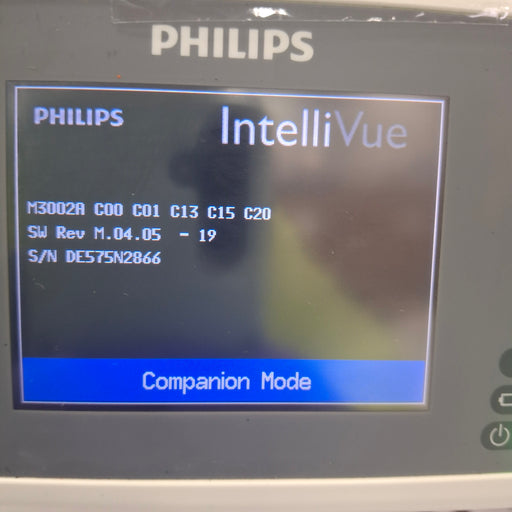 PHILIPS
PHILIPS
IntelliVue
M3002A C00 C01 C13 C15 C20
SW Rev M.04.05 - 19
S/N DE575N2866
Companion Mode